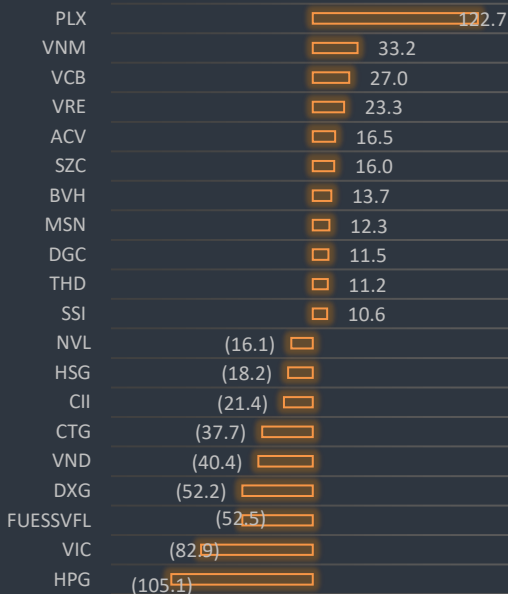 PLX 122.7
VNM 33.2
VCB 27.0
VRE 23.3
ACV 16.5
SZC 16.0
BVH 13.7
MSN 12.3
DGC 11.5
THD 11.2
SSI 10.6
NVL (16.1)
HSG (18.2)
CII (21.4)
CTG (37.7)
VND (40.4)
DXG (52.2)
FUESSVFL (52.5)
VIC (82.9)
HPG (105.1)